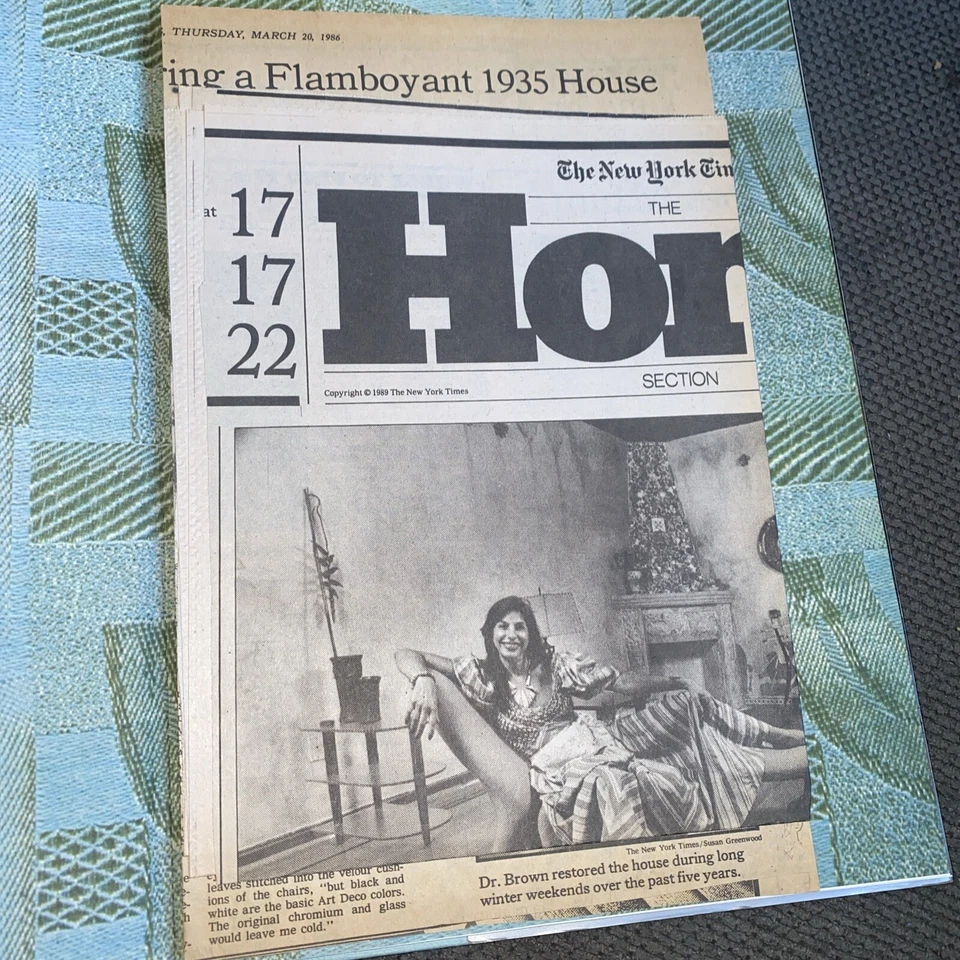 THURSDAY, MARCH 20, 1986
ring a Flamboyant 1935 House
The New York Tim
at 17
17
22
THE
Hom
SECTION
Copyright © 1989 The New York Times
The New York Times/Susan Greenwood
Dr. Brown restored the house during long
winter weekends over the past five years.
leaves stitched into the velour cush-
ions of the chairs, "but black and
white are the basic Art Deco colors.
The original chromium and glass
would leave me cold."